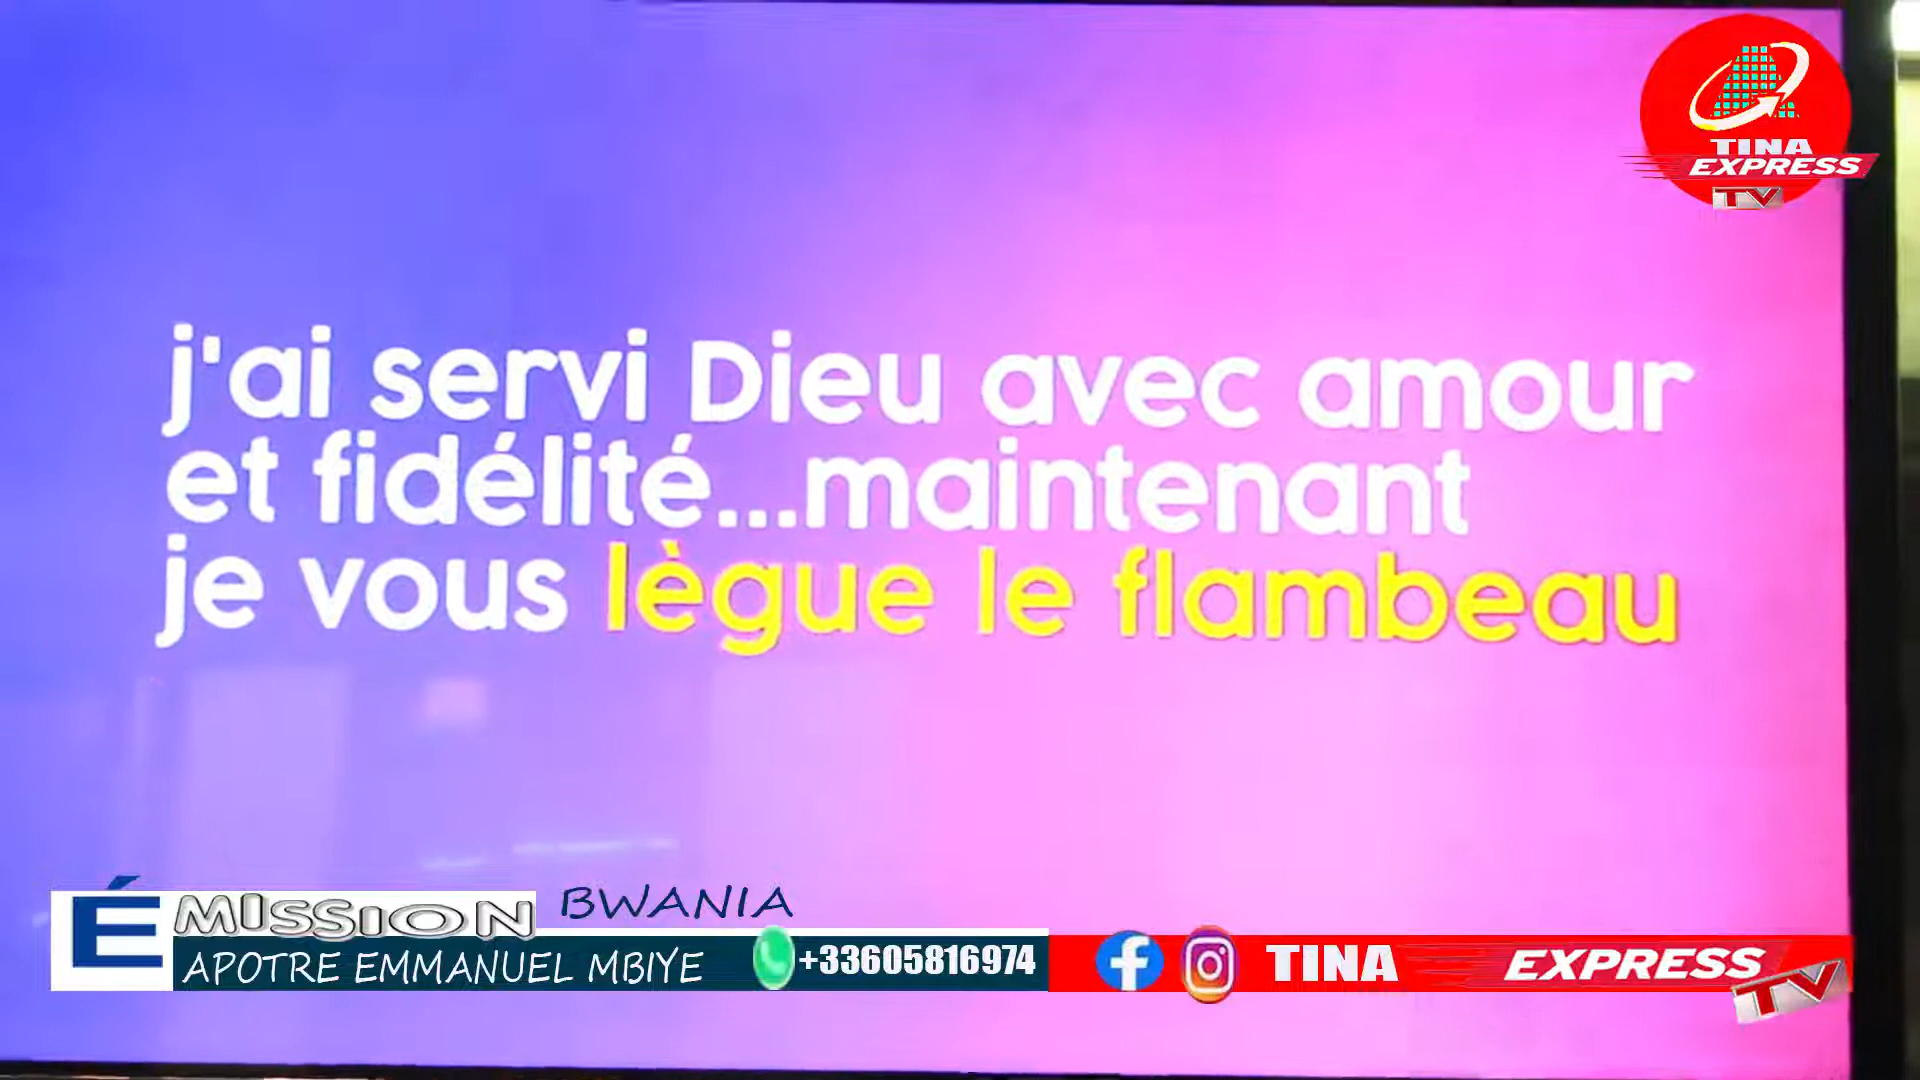 TINA
EXPRESS
TV
j'ai servi Dieu avec amour
et fidélité...maintenant
je vous lègue le flambeau
ÉMISSION BWANIA
APOTRE EMMANUEL MBIYE +33605816974 TINA EXPRESS TV